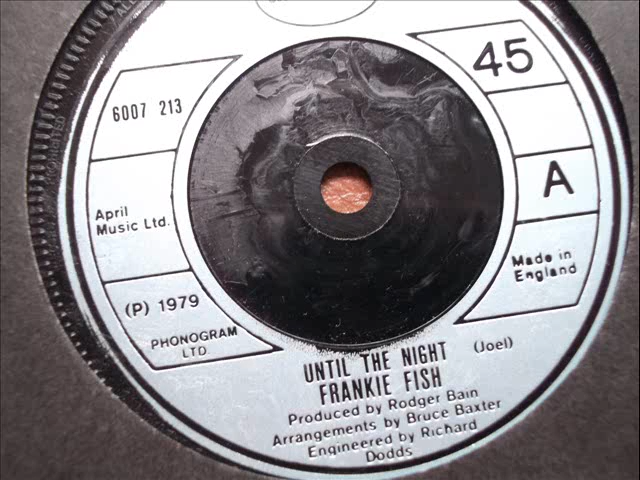 45
6007 213
A
April
Music Ltd.
Made in
England
(P) 1979
PHONOGRAM
LTD.
UNTIL THE NIGHT (Joel)
FRANKIE FISH
Produced by Rodger Bain
Arrangements by Bruce Baxter
Engineered by Richard
Dodds